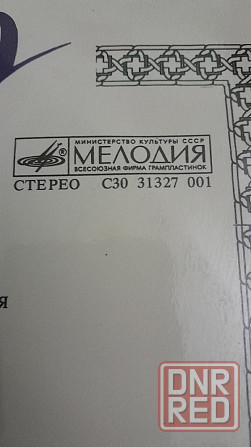 МИНИСТЕРСТВО КУЛЬТУРЫ СССР
® МЕЛОДИЯ
ВСЕСОЮЗНАЯ ФИРМА ГРАМПЛАСТИНОК
СТЕРЕО С30 31327 001
я
DNR
RED